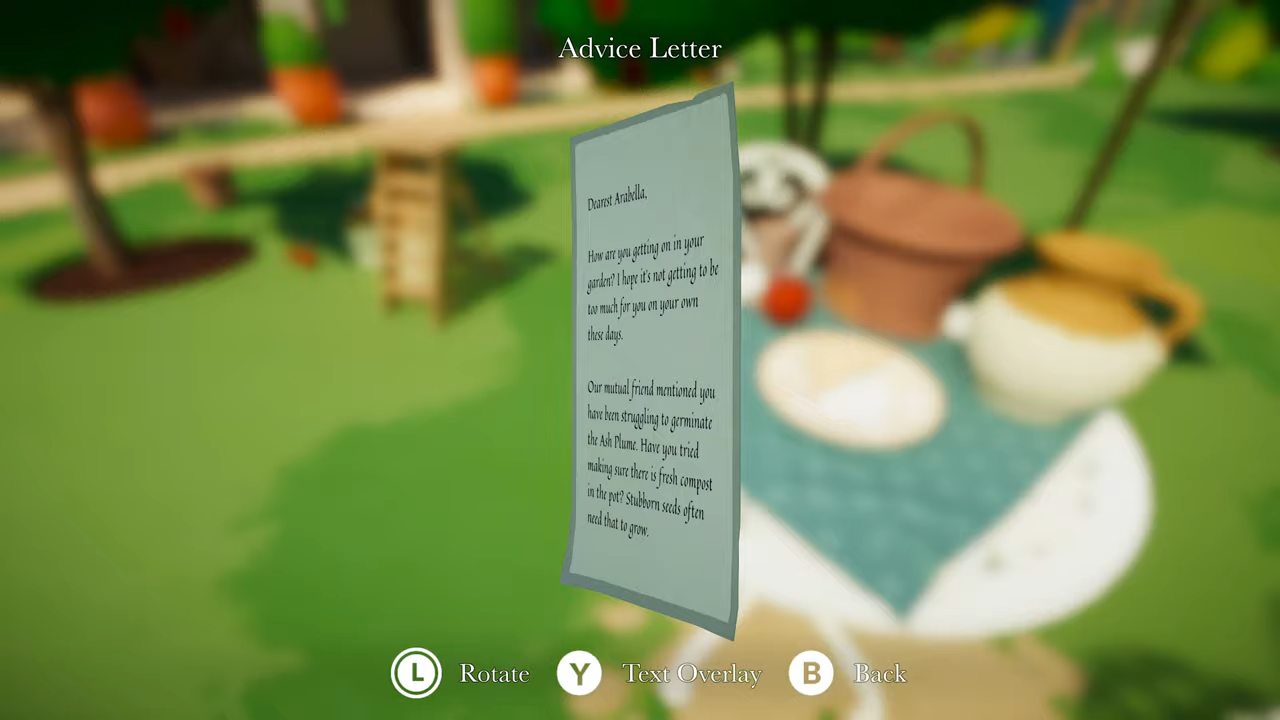 Advice Letter
Dearest Arabella,
How are you getting on in your
garden? I hope it's not getting to be
too much for you on your own
these days.
Our mutual friend mentioned you
have been struggling to germinate
the Ash Plume. Have you tried
making sure there is fresh compost
in the pot? Stubborn seeds often
need that to grow.
L Rotate Y Text Overlay B Back